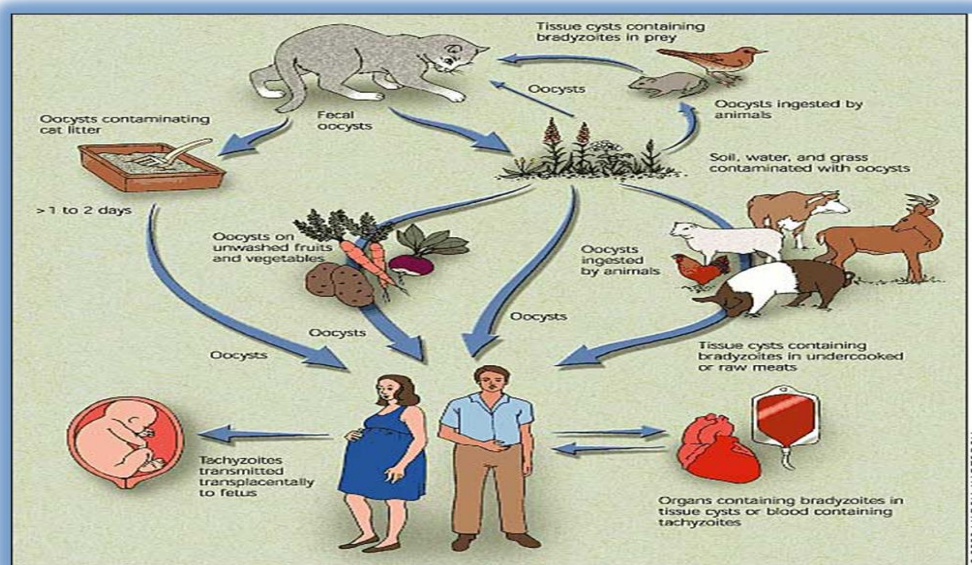 Tissue cysts containing
bradyzoites in prey
Oocysts
Oocysts ingested by
animals
Oocysts contaminating
cat litter
Fecal
oocysts
Soil, water, and grass
contaminated with oocysts
> 1 to 2 days
Oocysts on
unwashed fruits
and vegetables
Oocysts
ingested
by animals
Oocysts
Oocysts
Oocysts
Tissue cysts containing
bradyzoites in undercooked
or raw meats
Tachyzoites
transmitted
transplacentally
to fetus
Organs containing bradyzoites in
tissue cysts or blood containing
tachyzoites